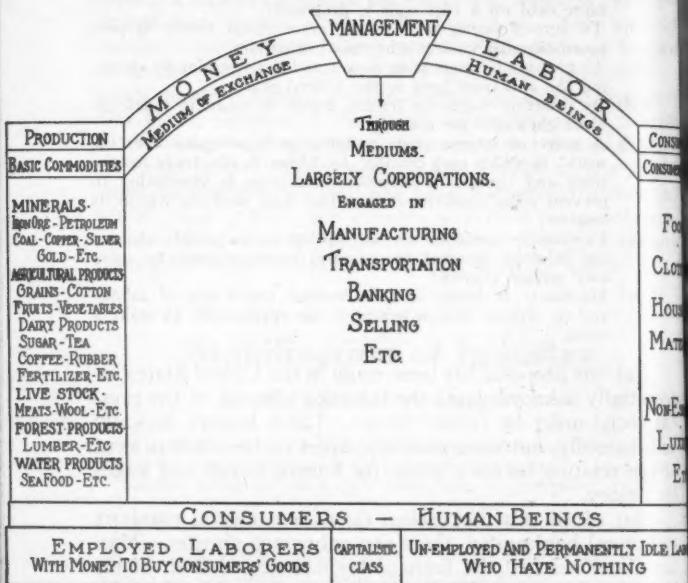 MANAGEMENT
MONEY
MEDIUM OF EXCHANGE
LABOR
HUMAN BEINGS
PRODUCTION
BASIC COMMODITIES
MINERALS-
IRON ORE - PETROLEUM
COAL - COPPER - SILVER
GOLD - ETC.
AGRICULTURAL PRODUCTS
GRAINS - COTTON
FRUITS - VEGETABLES
DAIRY PRODUCTS
SUGAR - TEA
COFFEE - RUBBER
FERTILIZER - ETC.
LIVE STOCK -
MEATS - WOOL - ETC.
FOREST PRODUCTS-
LUMBER - ETC
WATER PRODUCTS
SEAFOOD - ETC.
THROUGH
MEN
LARGELY CORPORATIONS.
ENGAGED IN
MANUFACTURING
TRANSPORTATION
BANKING
SELLING
ETC.
CONSUMERS — HUMAN BEINGS
EMPLOYED LABORERS
WITH MONEY TO BUY CONSUMERS' GOODS
CAPITALISTIC
CLASS
UN-EMPLOYED AND PERMANENTLY IDLE
WHO HAVE NOTHING